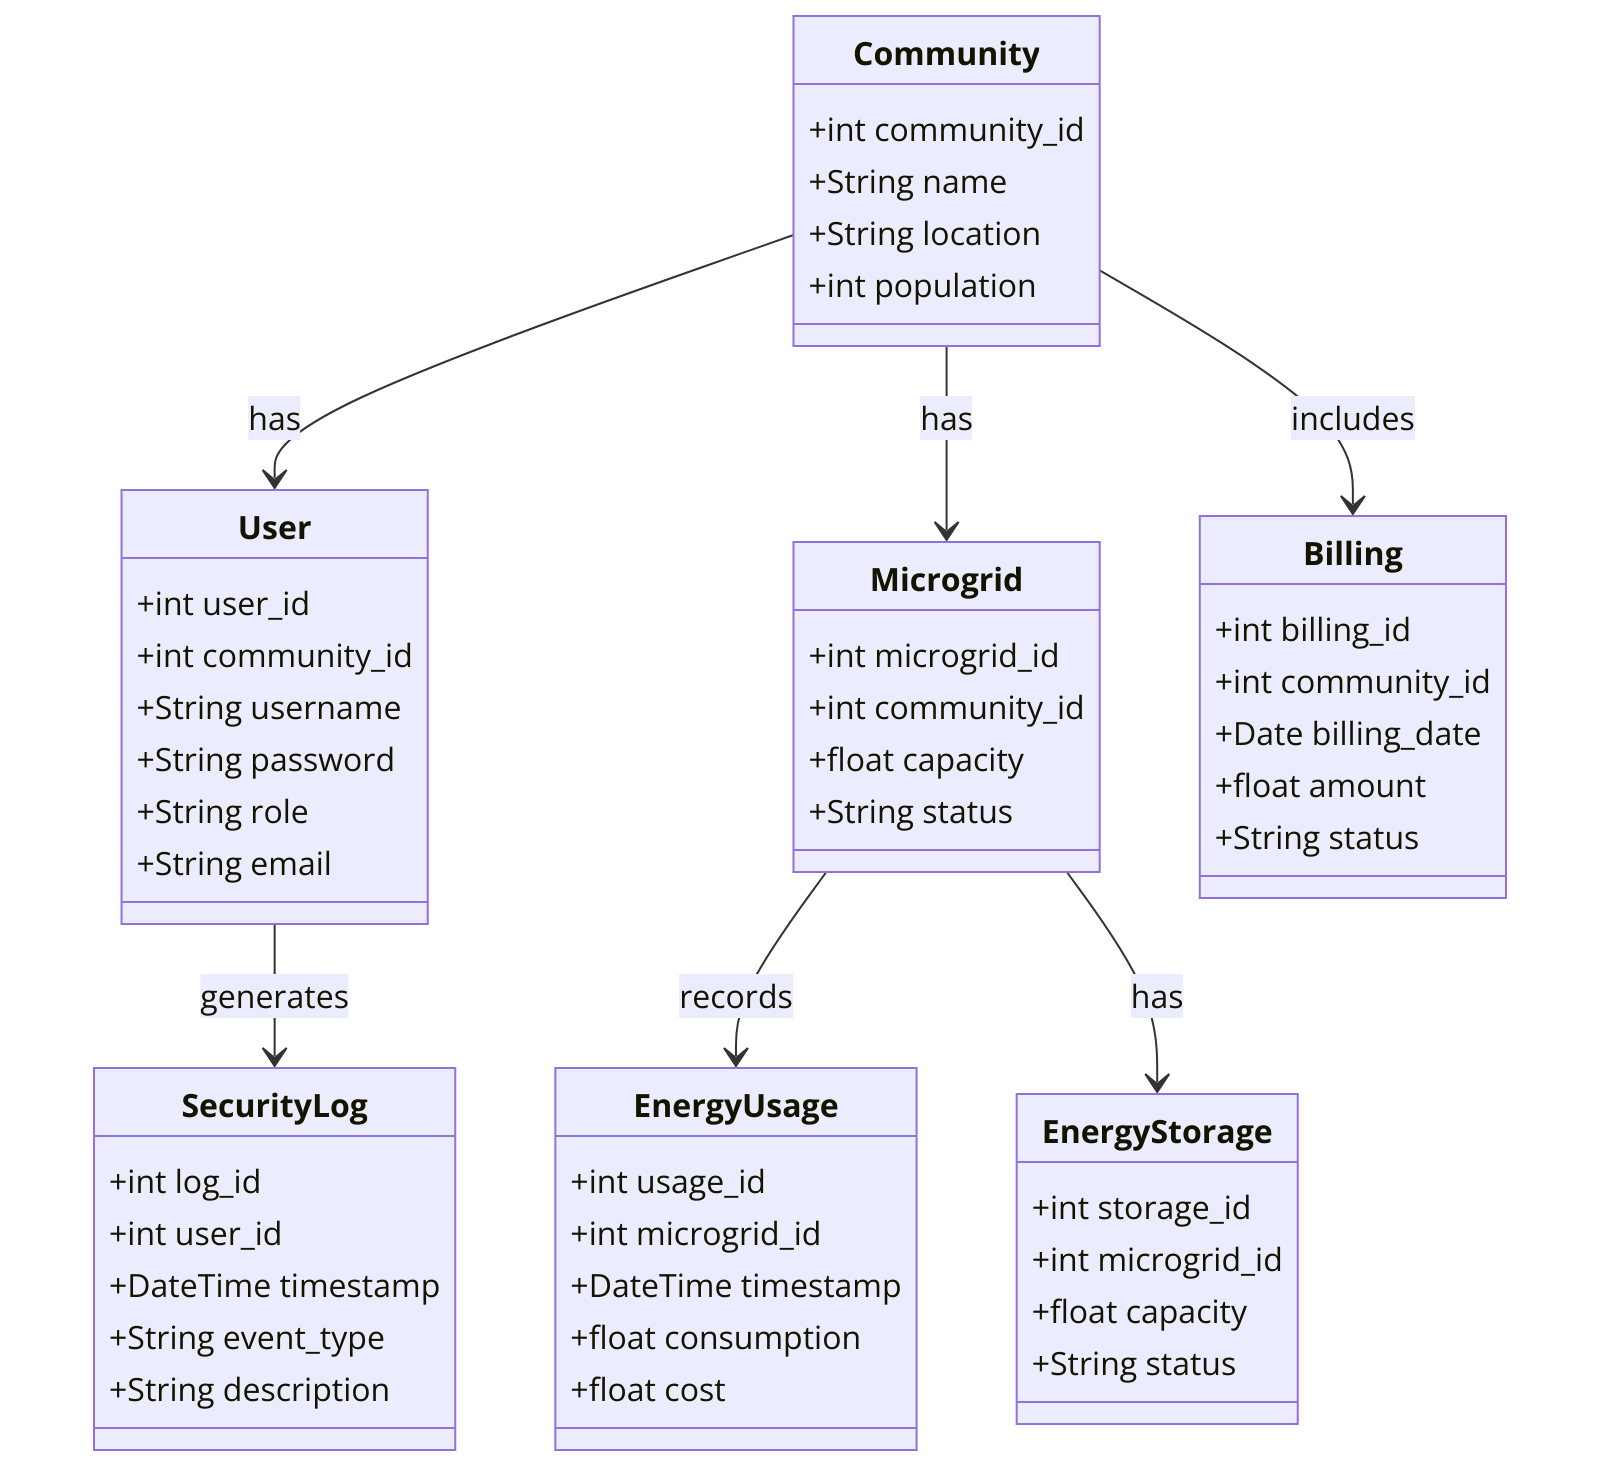 Community
+int community_id
+String name
+String location
+int population
has
has
includes
User
+int user_id
+int community_id
+String username
+String password
+String role
+String email
Microgrid
+int microgrid_id
+int community_id
+float capacity
+String status
Billing
+int billing_id
+int community_id
+Date billing_date
+float amount
+String status
generates
records
has
SecurityLog
+int log_id
+int user_id
+DateTime timestamp
+String event_type
+String description
EnergyUsage
+int usage_id
+int microgrid_id
+DateTime timestamp
+float consumption
+float cost
EnergyStorage
+int storage_id
+int microgrid_id
+float capacity
+String status